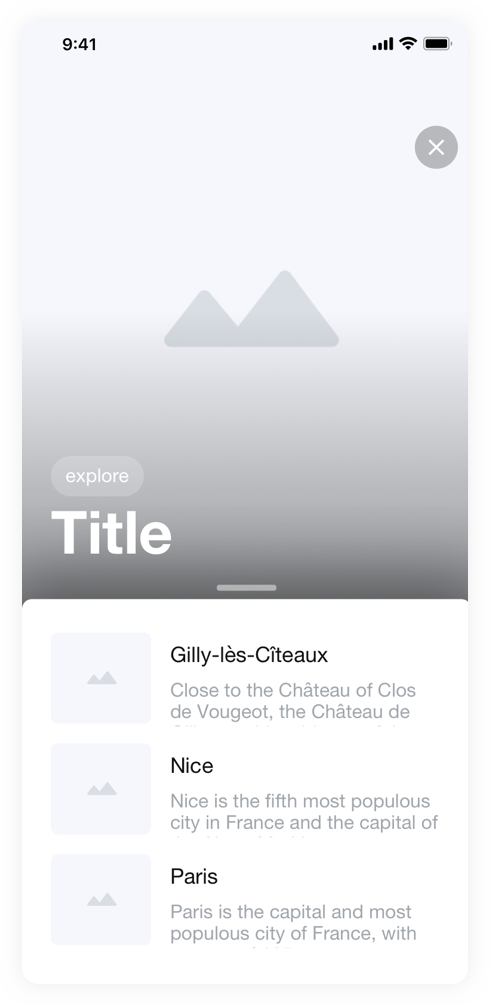 9:41
explore
Title
Gilly-lès-Cîteaux
Close to the Château of Clos
de Vougeot, the Château de
Nice
Nice is the fifth most populous
city in France and the capital of
Paris
Paris is the capital and most
populous city of France, with